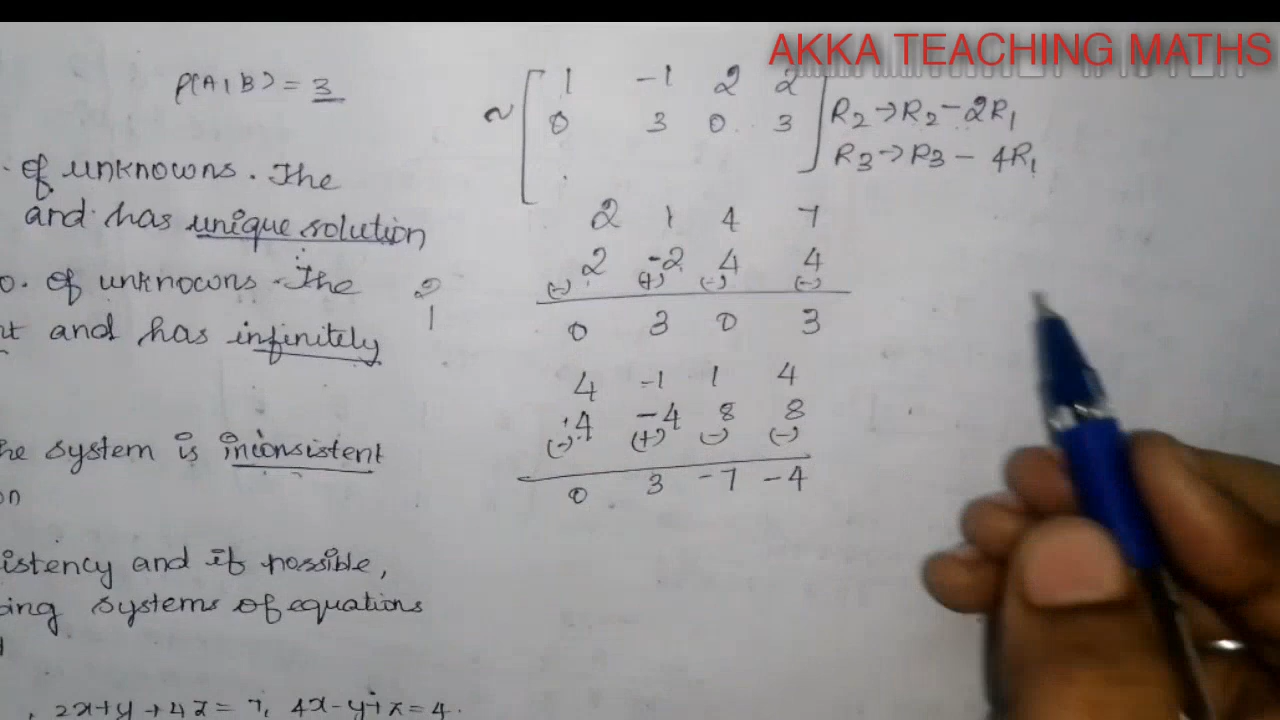 AKKA TEACHING MATHS
ρ(A,B) = 3
of unknowns. The
and has unique solution
o. of unknowns. The
nt and has infinitely
he system is inconsistent
on
istency and if possible,
ing systems of equations
, 2x+y+4z = 7, 4x-y+z = 4.
~ [ 1 -1 2 2 ]
0 3 0 3 R2→R2-2R1
R3→R3-4R1
2 1 4 7
2 -2 4 4
(-) (+) (-) (-)
0 3 0 3
2
1
4 -1 1 4
4 -4 8 8
(-) (+) (-) (-)
0 3 -7 -4